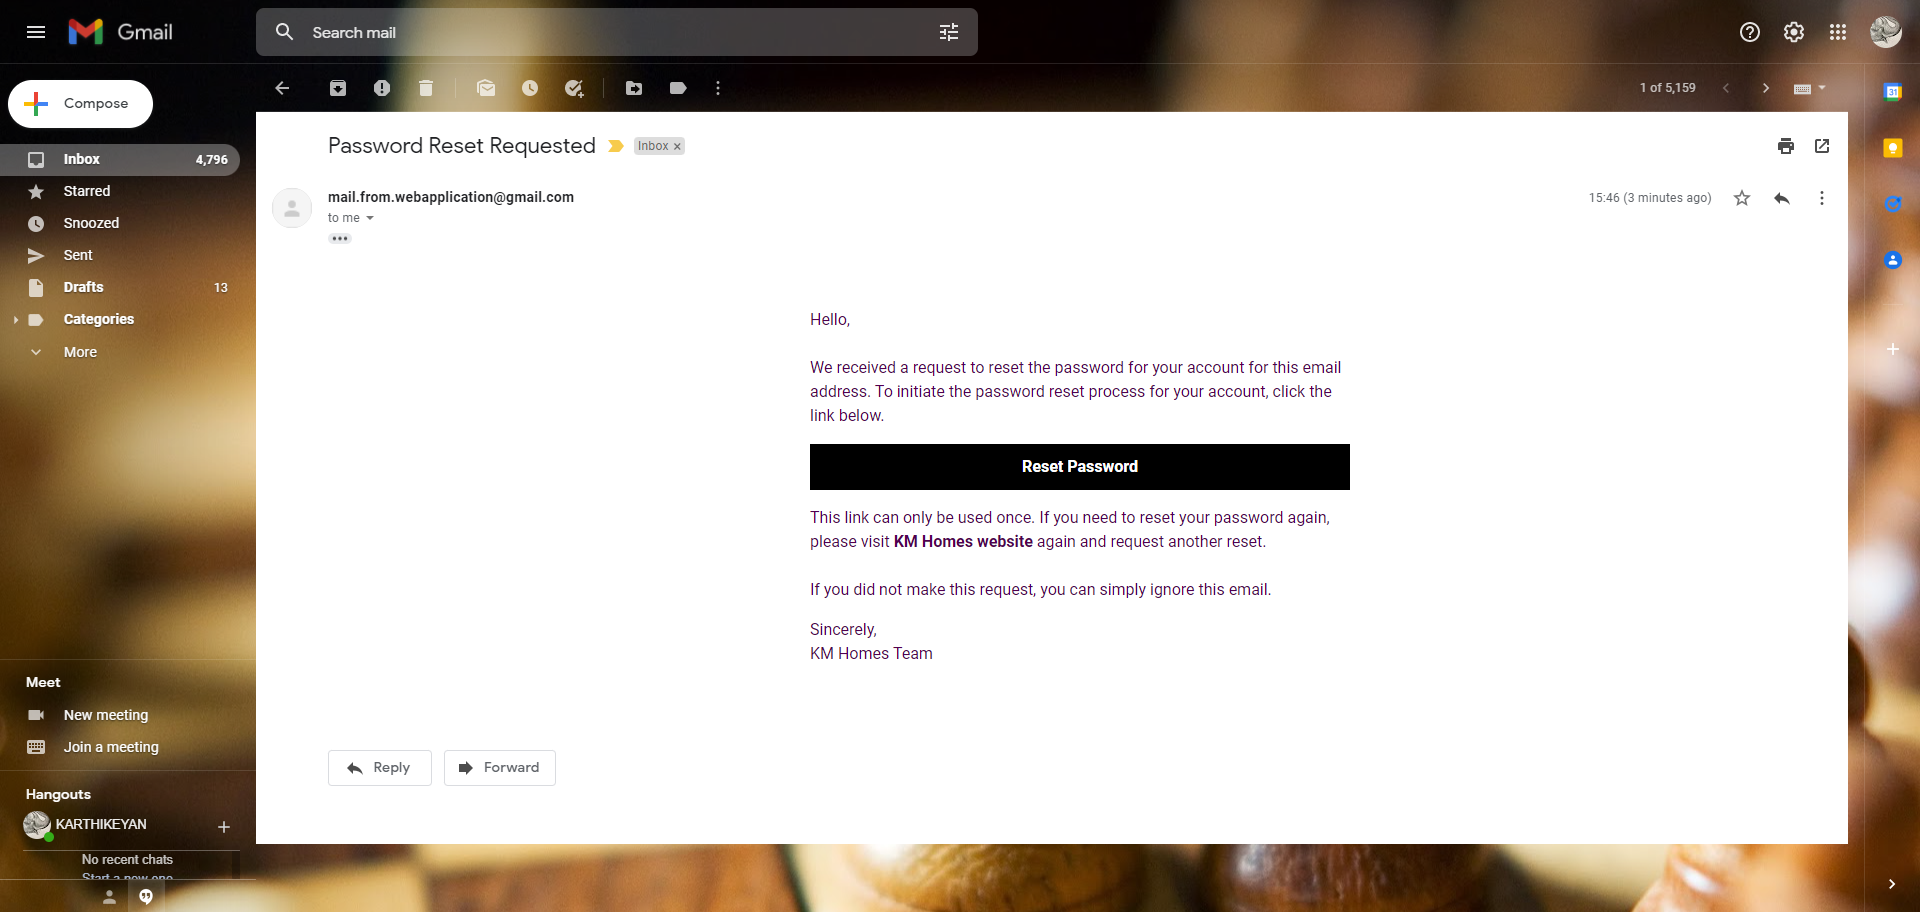 Gmail
Search mail
Compose
1 of 5,159
Inbox 4,796
Starred
Snoozed
Sent
Drafts 13
Categories
More
Password Reset Requested Inbox ×
mail.from.webapplication@gmail.com 15:46 (3 minutes ago)
to me
Hello,
We received a request to reset the password for your account for this email
address. To initiate the password reset process for your account, click the
link below.
Reset Password
This link can only be used once. If you need to reset your password again,
please visit KM Homes website again and request another reset.
If you did not make this request, you can simply ignore this email.
Sincerely,
KM Homes Team
Reply Forward
Meet
New meeting
Join a meeting
Hangouts
KARTHIKEYAN
No recent chats
Start a new one
31